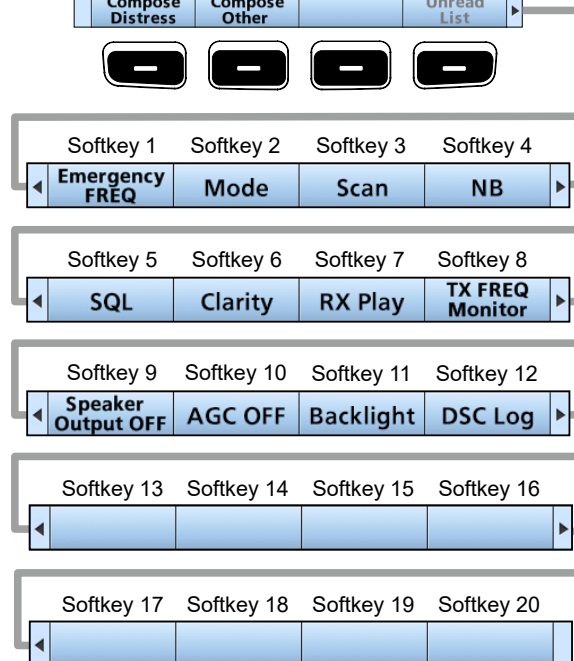 Compose Compose Unread
Distress Other List
Softkey 1 Softkey 2 Softkey 3 Softkey 4
Emergency
FREQ Mode Scan NB
Softkey 5 Softkey 6 Softkey 7 Softkey 8
SQL Clarity RX Play TX FREQ
Monitor
Softkey 9 Softkey 10 Softkey 11 Softkey 12
Speaker
Output OFF AGC OFF Backlight DSC Log
Softkey 13 Softkey 14 Softkey 15 Softkey 16
Softkey 17 Softkey 18 Softkey 19 Softkey 20